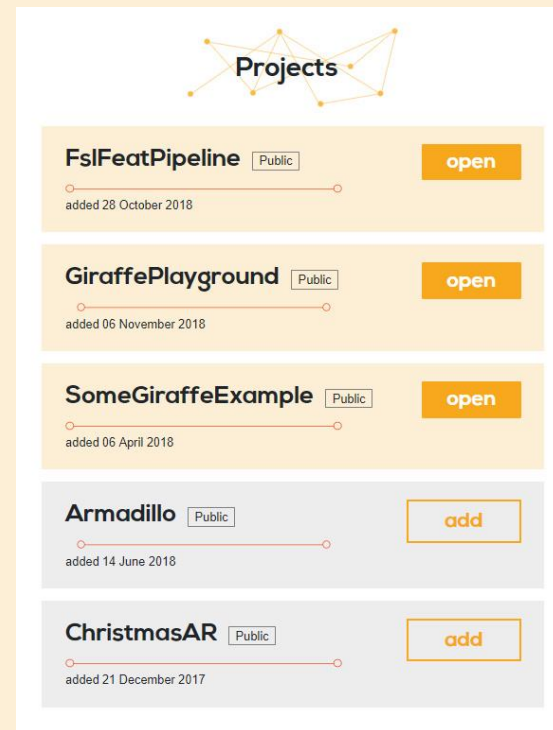 Projects
FslFeatPipeline Public
open
added 28 October 2018
GiraffePlayground Public
open
added 06 November 2018
SomeGiraffeExample Public
open
added 06 April 2018
Armadillo Public
add
added 14 June 2018
ChristmasAR Public
add
added 21 December 2017